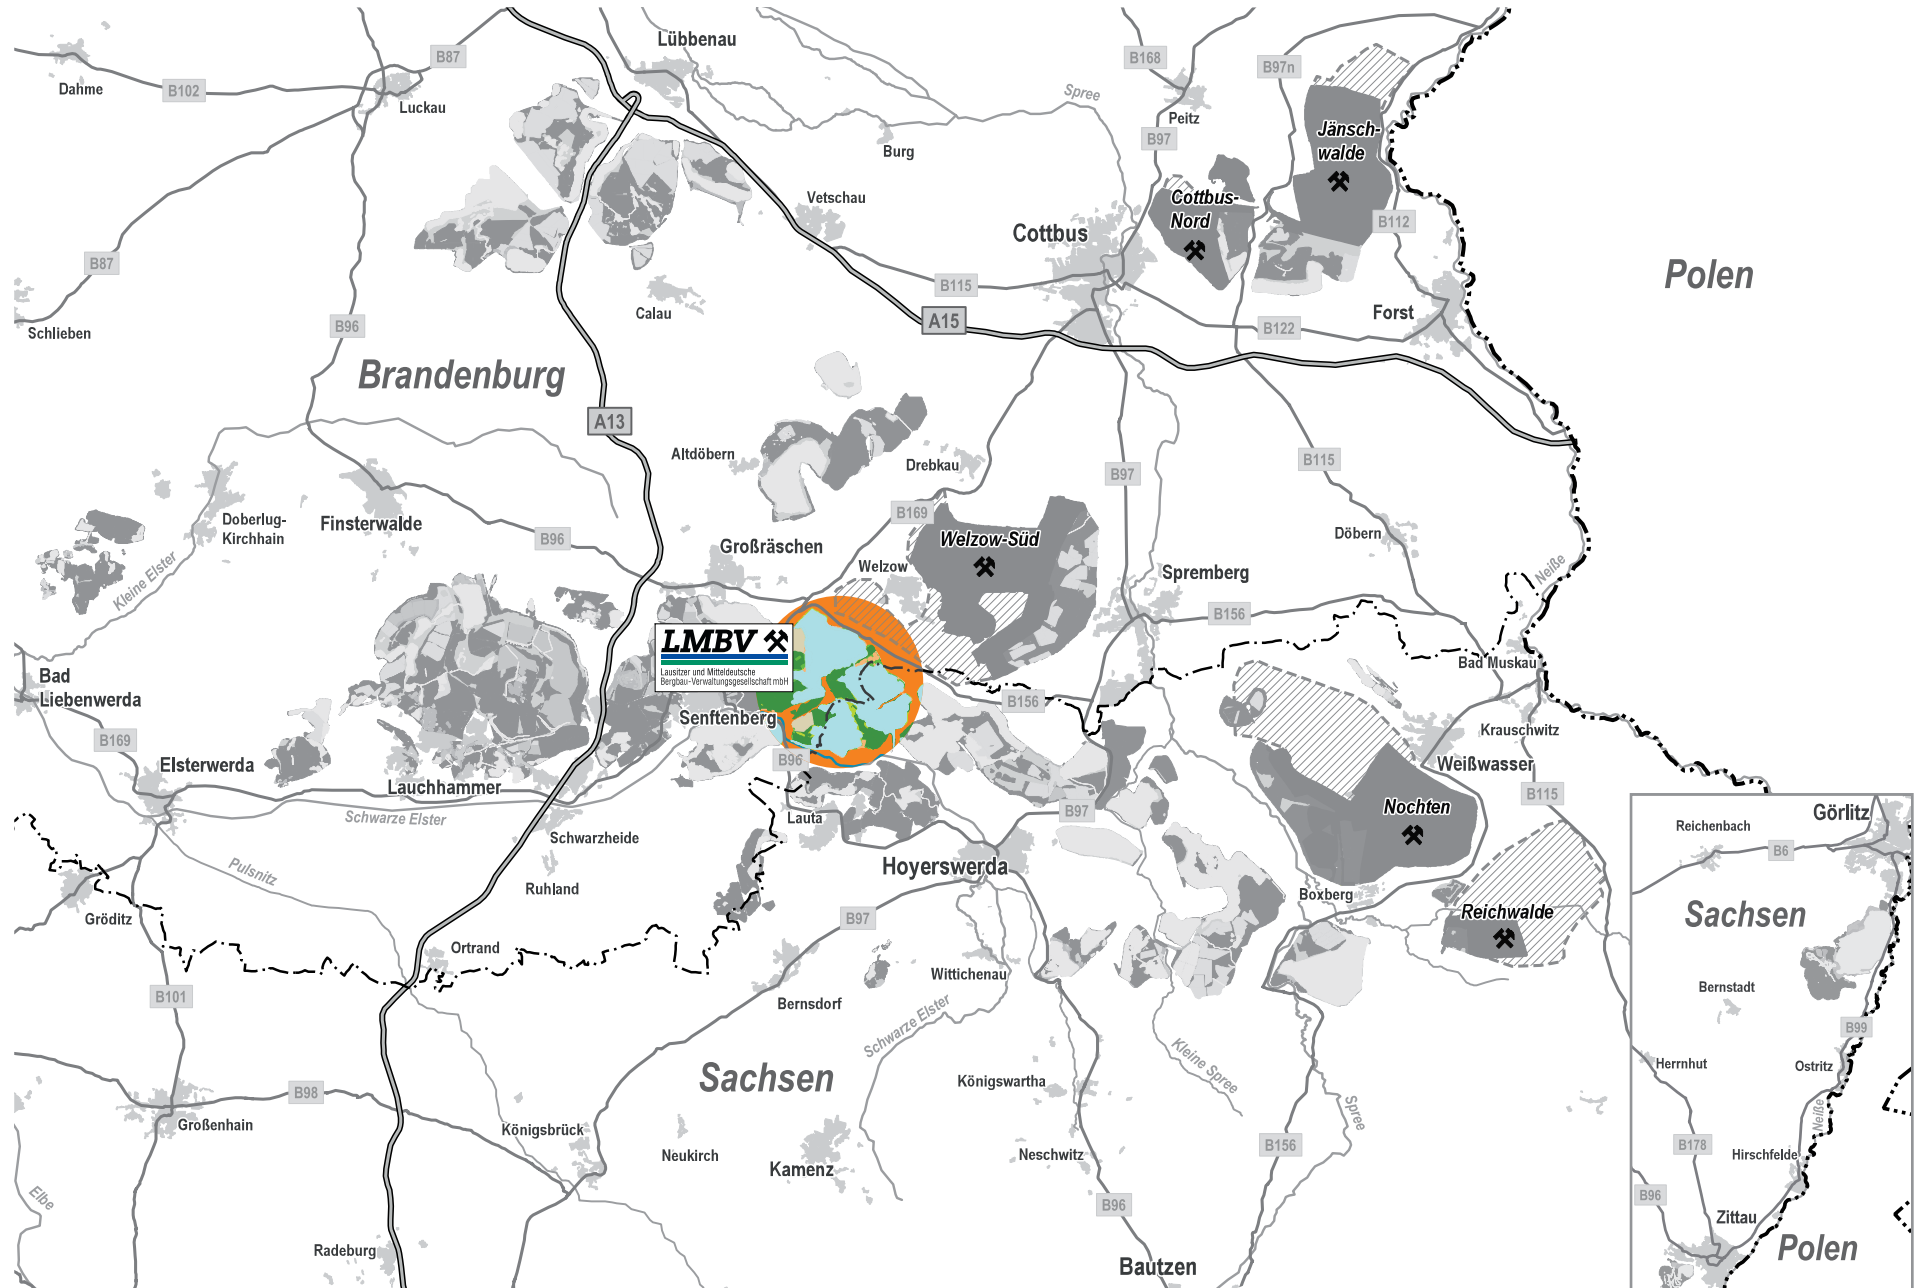 Lübbenau
B87
B168
B97n
Dahme
B102
Luckau
Spree
Peitz
Jänsch-
walde
B97
Burg
Vetschau
Cottbus-
Nord
B112
Cottbus
B87
Polen
B115
Calau
Forst
A15
B96
B122
Schlieben
Brandenburg
A13
Altdöbern
Drebkau
B97
B115
B169
Doberlug-
Kirchhain
Finsterwalde
B96
Großräschen
Welzow-Süd
Döbern
Welzow
Spremberg
Kleine Elster
Neiße
B156
LMBV
Lausitzer und Mitteldeutsche
Bergbau-Verwaltungsgesellschaft mbH
Bad Muskau
Bad
Liebenwerda
B156
Senftenberg
Krauschwitz
B169
B96
Weißwasser
Elsterwerda
Lauchhammer
B115
Nochten
B97
Schwarze Elster
Lauta
Schwarzheide
Hoyerswerda
Pulsnitz
Ruhland
Boxberg
Reichwalde
Gröditz
B97
Ortrand
Wittichenau
B101
Bernsdorf
Schwarze Elster
Kleine Spree
Sachsen
Königswartha
B98
Großenhain
Königsbrück
Spree
Neukirch
Kamenz
Neschwitz
B156
Elbe
B96
Radeburg
Bautzen
Görlitz
Reichenbach
B6
Sachsen
Bernstadt
B99
Herrnhut
Ostritz
Neiße
B178
Hirschfelde
B96
Zittau
Polen